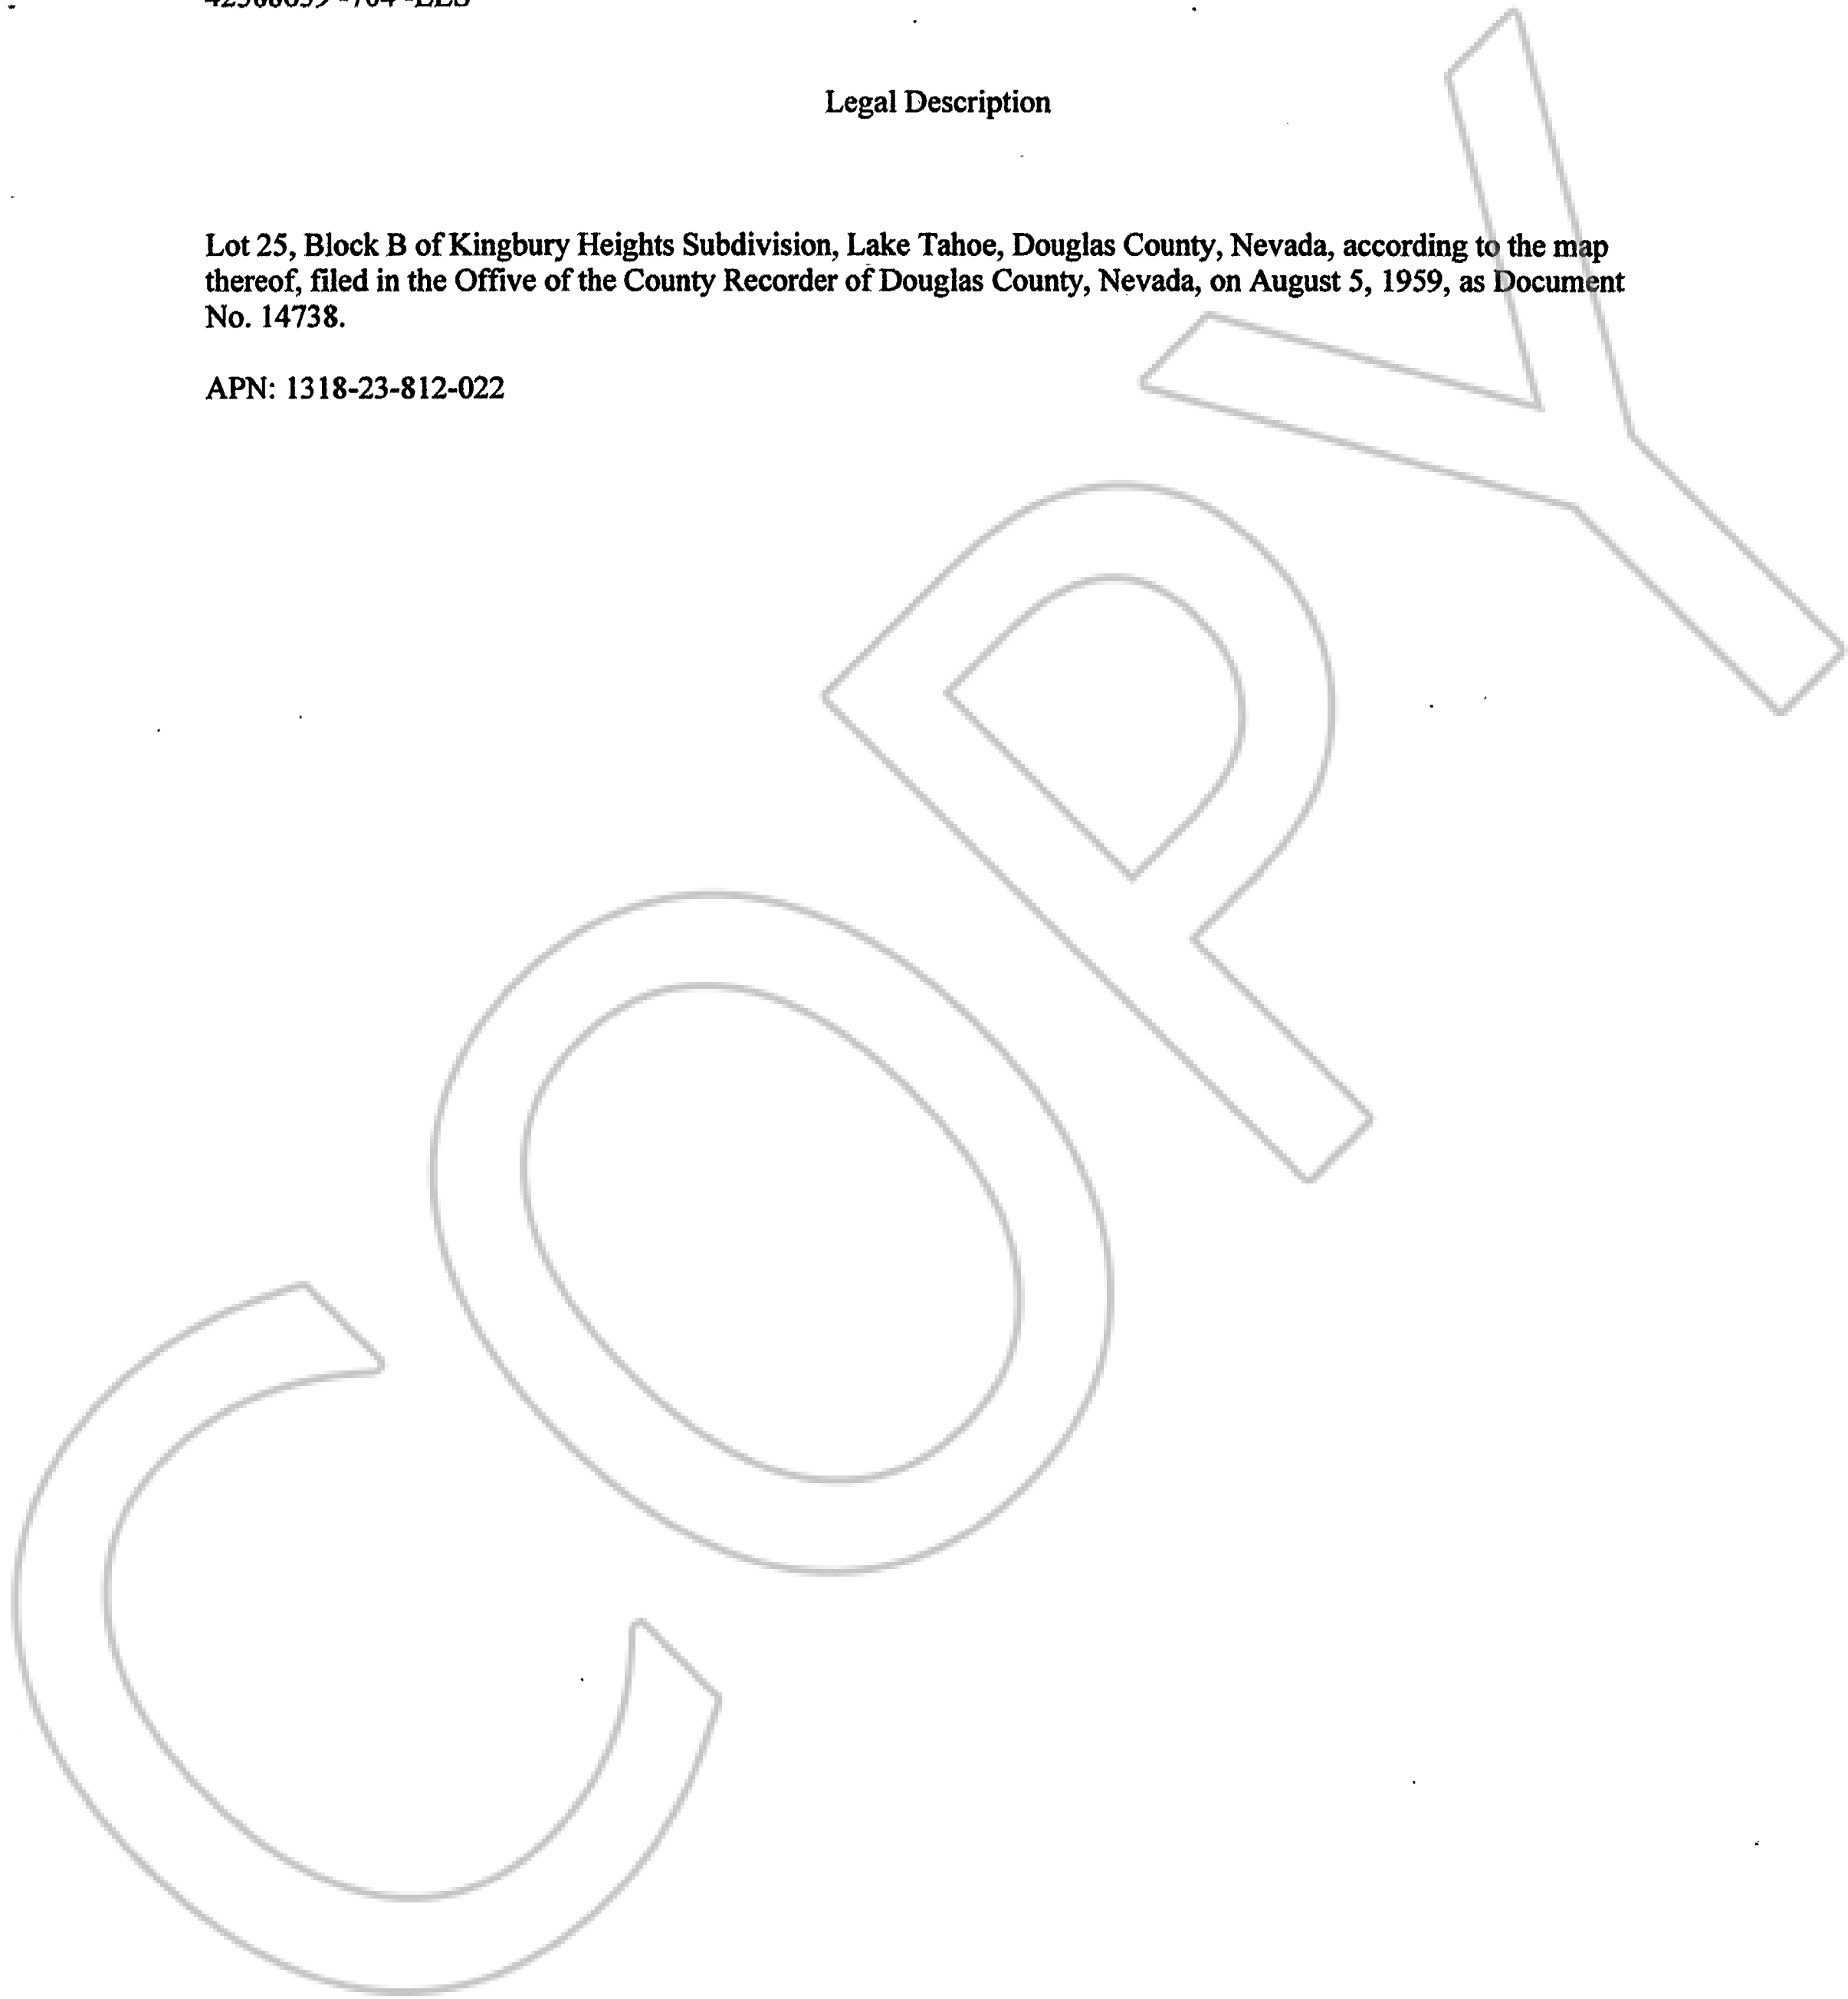 Legal Description
Lot 25, Block B of Kingbury Heights Subdivision, Lake Tahoe, Douglas County, Nevada, according to the map
thereof, filed in the Offive of the County Recorder of Douglas County, Nevada, on August 5, 1959, as Document
No. 14738.
APN: 1318-23-812-022
COPY